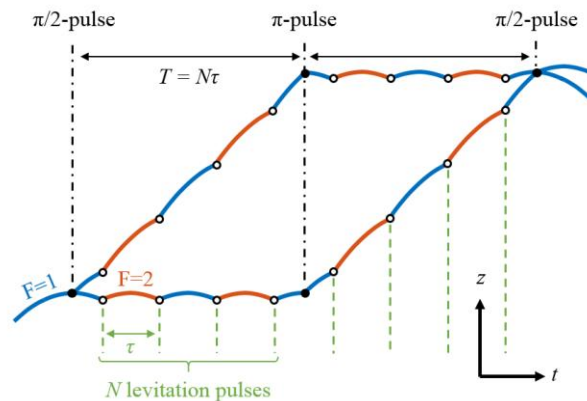 π/2-pulse
π-pulse
π/2-pulse
T = Nτ
F=1
F=2
τ
N levitation pulses
z
t